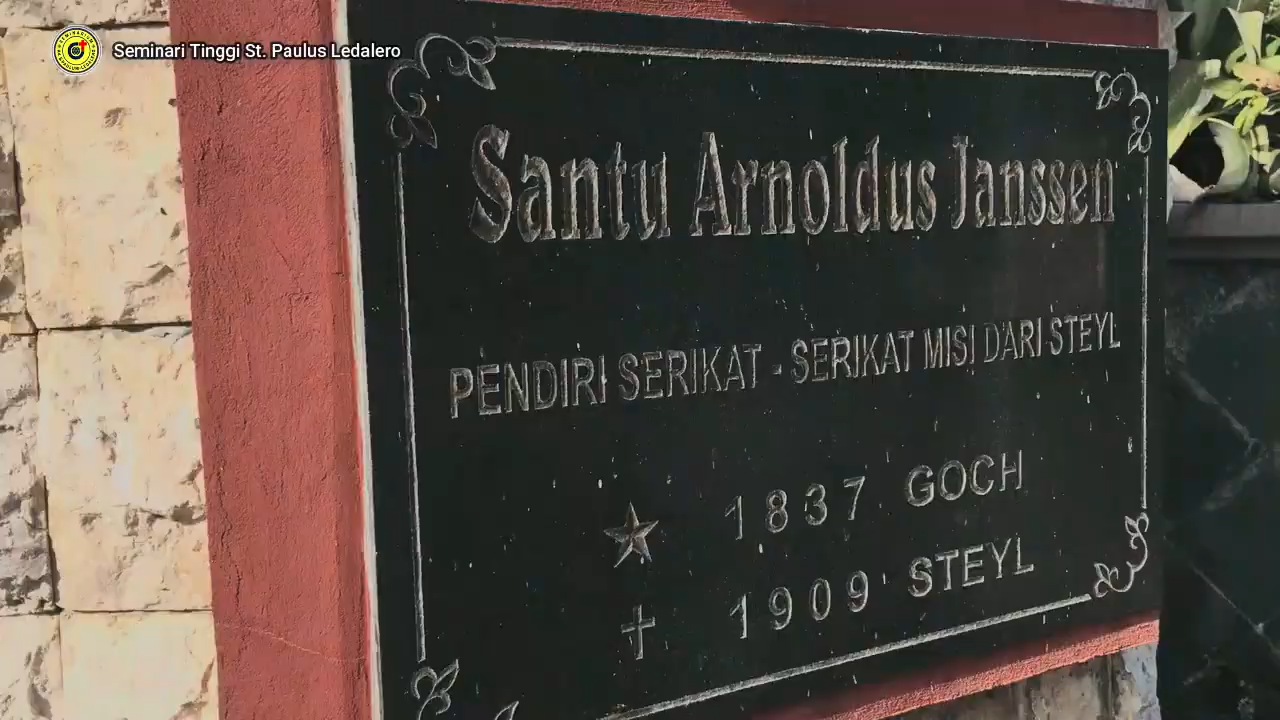 Seminari Tinggi St. Paulus Ledalero
Santu Arnoldus Janssen
PENDIRI SERIKAT - SERIKAT MISI DARI STEYL
1837 GOCH
1909 STEYL